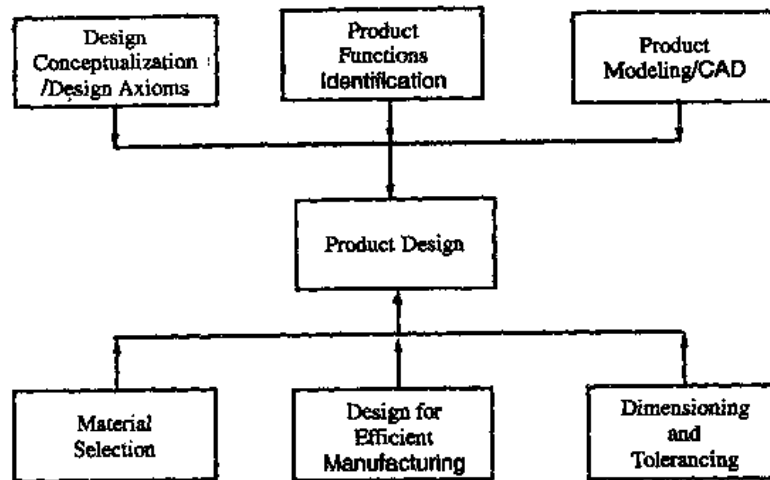 Design
Conceptualization
/Design Axioms
Product
Functions
Identification
Product
Modeling/CAD
Product Design
Material
Selection
Design for
Efficient
Manufacturing
Dimensioning
and
Tolerancing